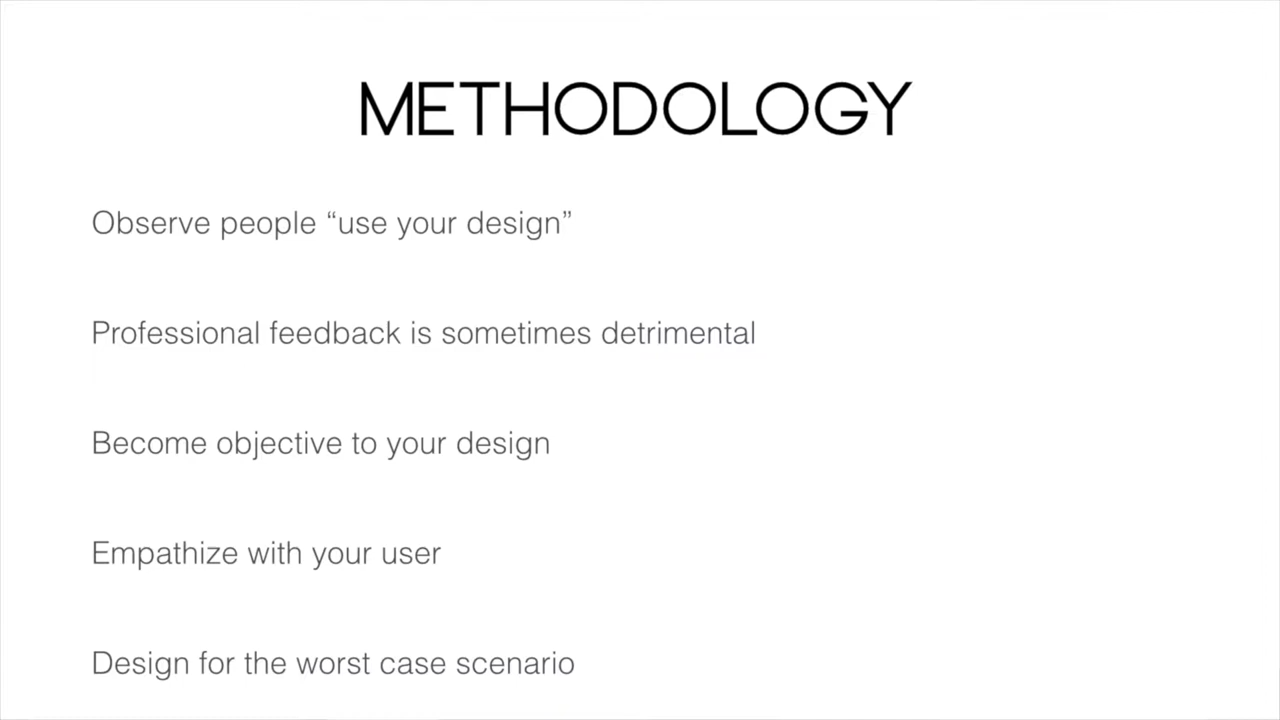 METHODOLOGY
Observe people “use your design”
Professional feedback is sometimes detrimental
Become objective to your design
Empathize with your user
Design for the worst case scenario